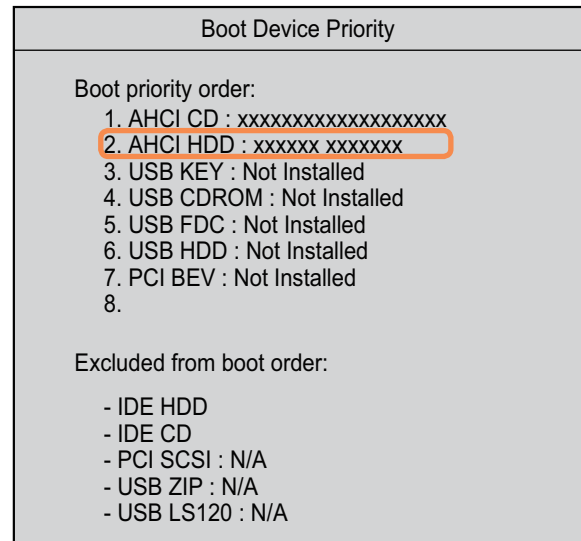 Boot Device Priority
Boot priority order:
1. AHCI CD : xxxxxxxxxxxxxxxxxxx
2. AHCI HDD : xxxxxx xxxxxxx
3. USB KEY : Not Installed
4. USB CDROM : Not Installed
5. USB FDC : Not Installed
6. USB HDD : Not Installed
7. PCI BEV : Not Installed
8.
Excluded from boot order:
- IDE HDD
- IDE CD
- PCI SCSI : N/A
- USB ZIP : N/A
- USB LS120 : N/A